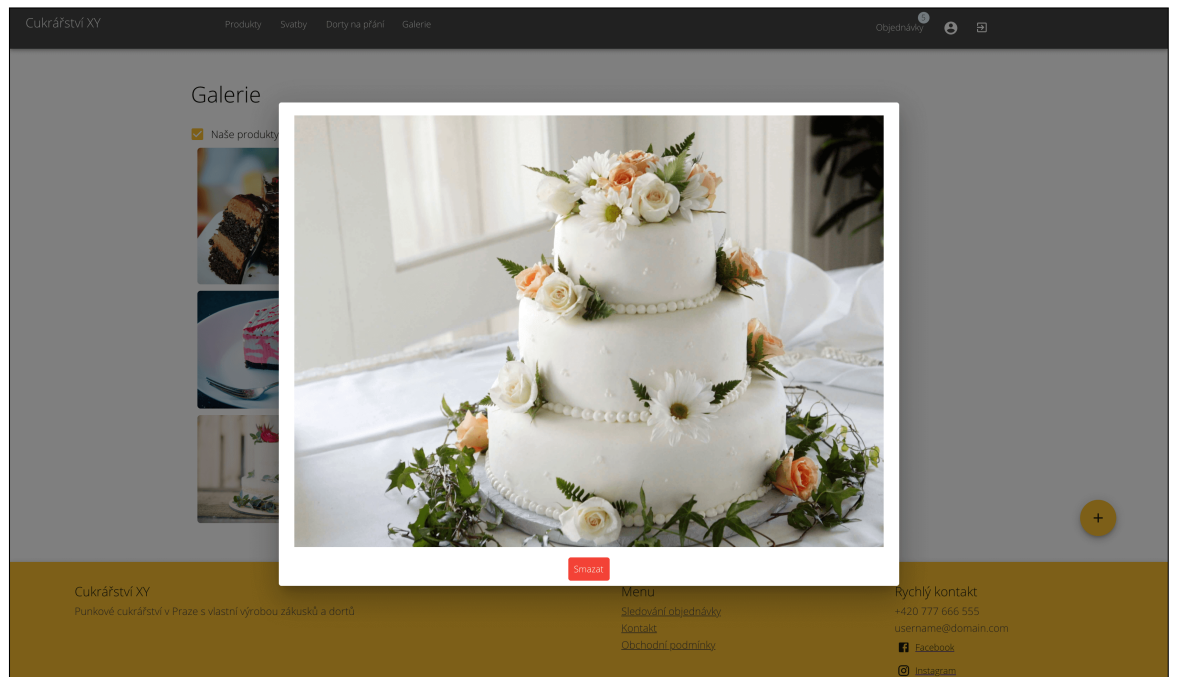 Cukrářství XY
Produkty Svatby Dorty na přání Galerie
Objednávky 5
Galerie
Naše produkty
Smazat
Cukrářství XY
Punkové cukrářství v Praze s vlastní výrobou zákusků a dortů
Menu
Sledování objednávky
Kontakt
Obchodní podmínky
Rychlý kontakt
+420 777 666 555
username@domain.com
Facebook
Instagram